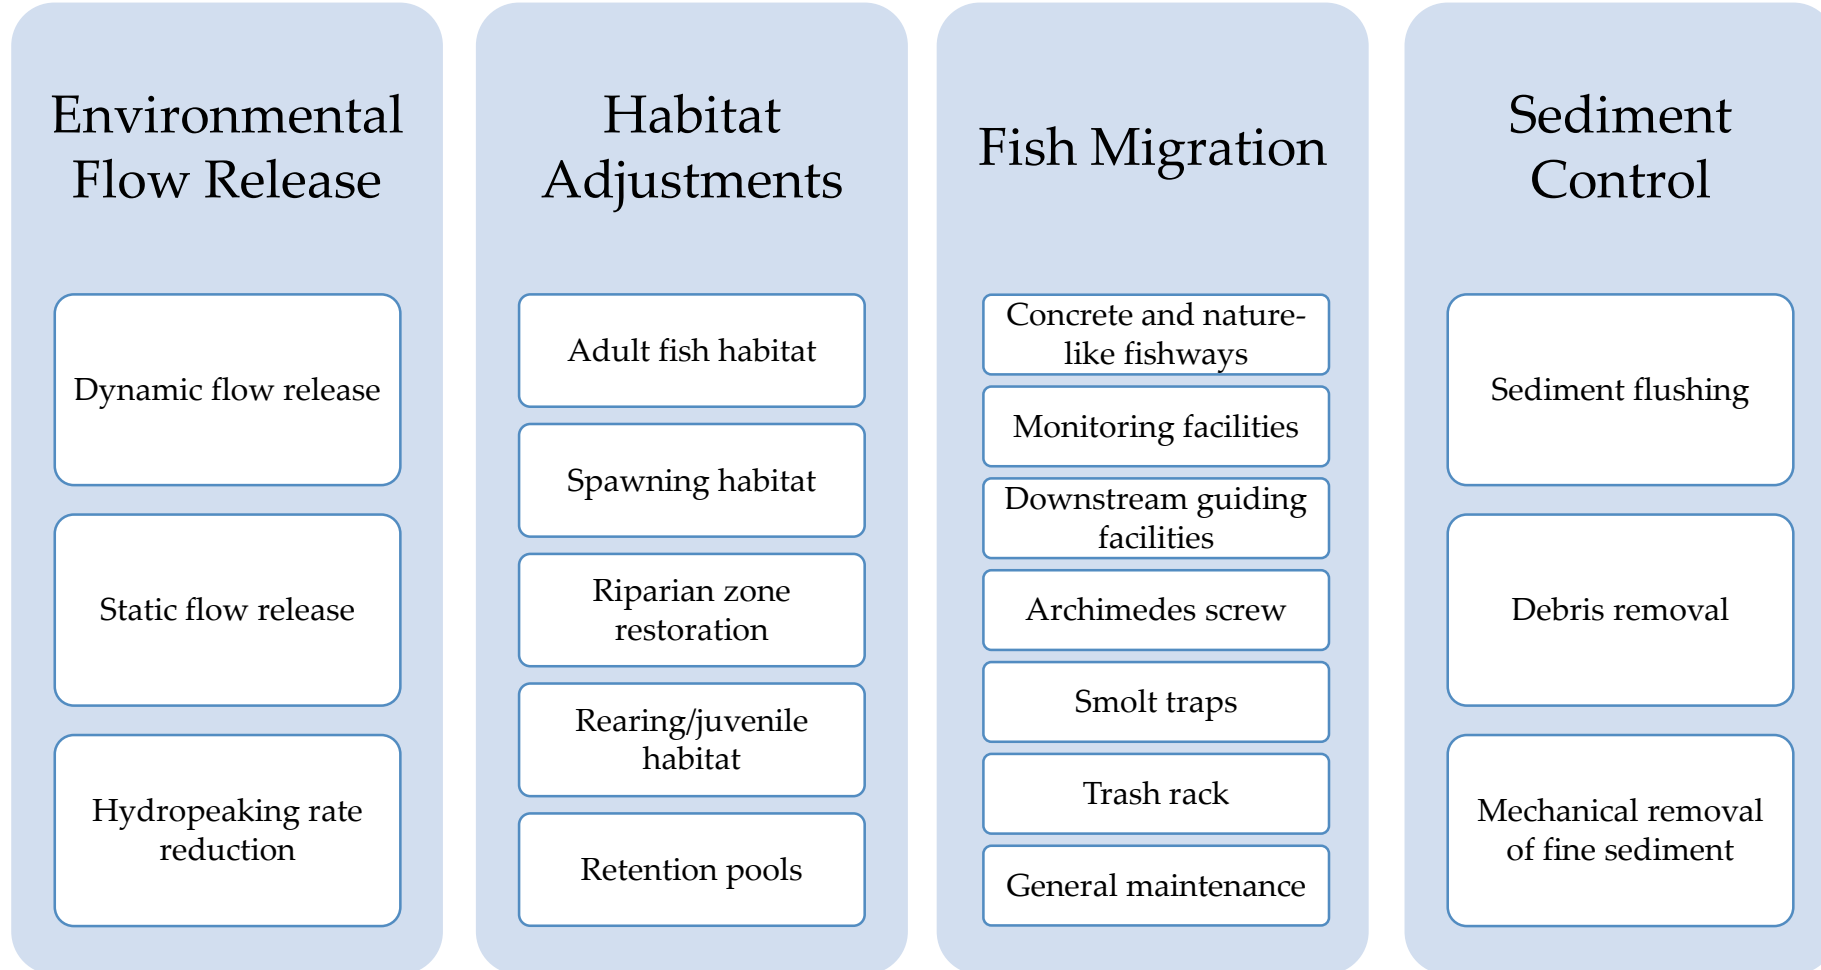 Environmental
Flow Release
Dynamic flow release
Static flow release
Hydropeaking rate
reduction
Habitat
Adjustments
Adult fish habitat
Spawning habitat
Riparian zone
restoration
Rearing/juvenile
habitat
Retention pools
Fish Migration
Concrete and nature-
like fishways
Monitoring facilities
Downstream guiding
facilities
Archimedes screw
Smolt traps
Trash rack
General maintenance
Sediment
Control
Sediment flushing
Debris removal
Mechanical removal
of fine sediment